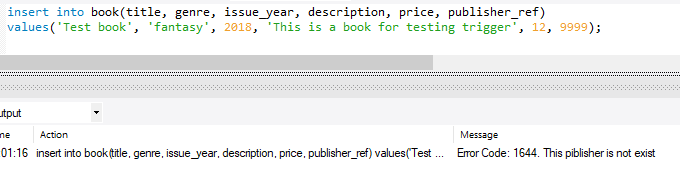 insert into book(title, genre, issue_year, description, price, publisher_ref)
values('Test book', 'fantasy', 2018, 'This is a book for testing trigger', 12, 9999);
utput
me Action Message
01:16 insert into book(title, genre, issue_year, description, price, publisher_ref) values('Test ... Error Code: 1644. This piblisher is not exist